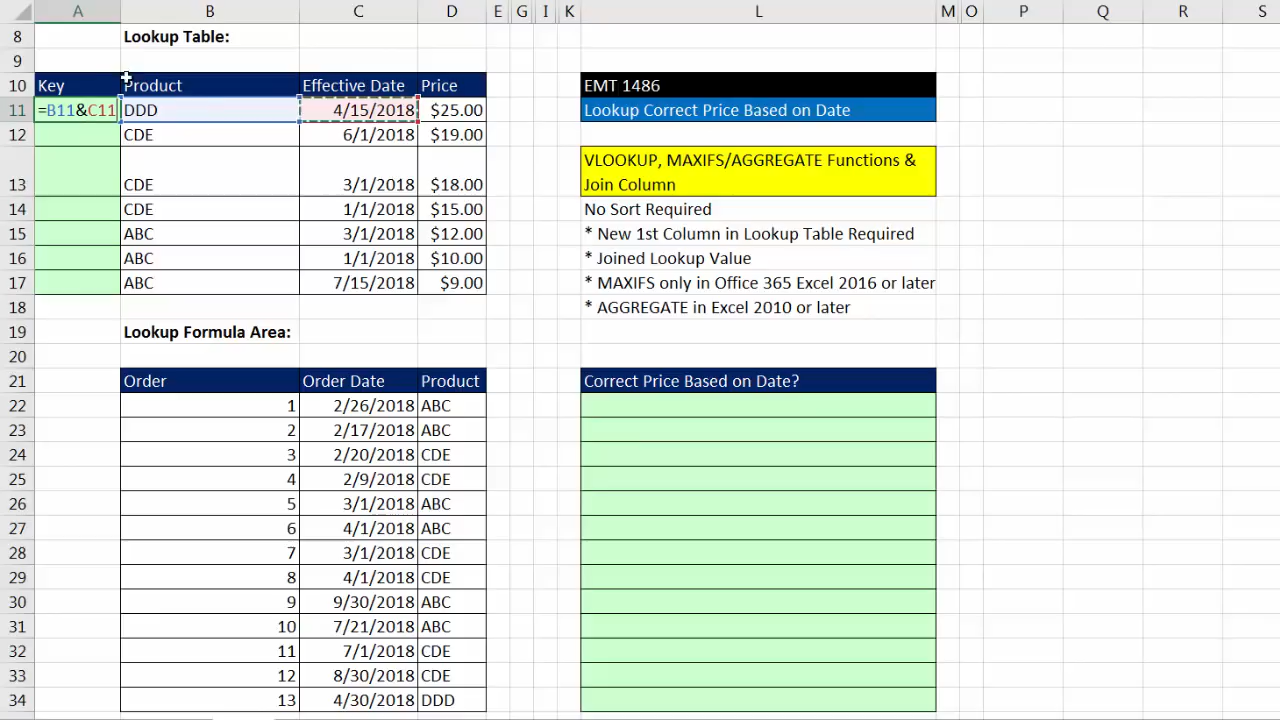 A B C D E G I K L M O P Q R S
8 Lookup Table:
9
10 Key Product Effective Date Price EMT 1486
11 =B11&C11 DDD 4/15/2018 $25.00 Lookup Correct Price Based on Date
12 CDE 6/1/2018 $19.00
VLOOKUP, MAXIFS/AGGREGATE Functions &
13 CDE 3/1/2018 $18.00 Join Column
14 CDE 1/1/2018 $15.00 No Sort Required
15 ABC 3/1/2018 $12.00 * New 1st Column in Lookup Table Required
16 ABC 1/1/2018 $10.00 * Joined Lookup Value
17 ABC 7/15/2018 $9.00 * MAXIFS only in Office 365 Excel 2016 or later
18 * AGGREGATE in Excel 2010 or later
19 Lookup Formula Area:
20
21 Order Order Date Product Correct Price Based on Date?
22 1 2/26/2018 ABC
23 2 2/17/2018 ABC
24 3 2/20/2018 CDE
25 4 2/9/2018 CDE
26 5 3/1/2018 ABC
27 6 4/1/2018 ABC
28 7 3/1/2018 CDE
29 8 4/1/2018 CDE
30 9 9/30/2018 ABC
31 10 7/21/2018 ABC
32 11 7/1/2018 CDE
33 12 8/30/2018 CDE
34 13 4/30/2018 DDD